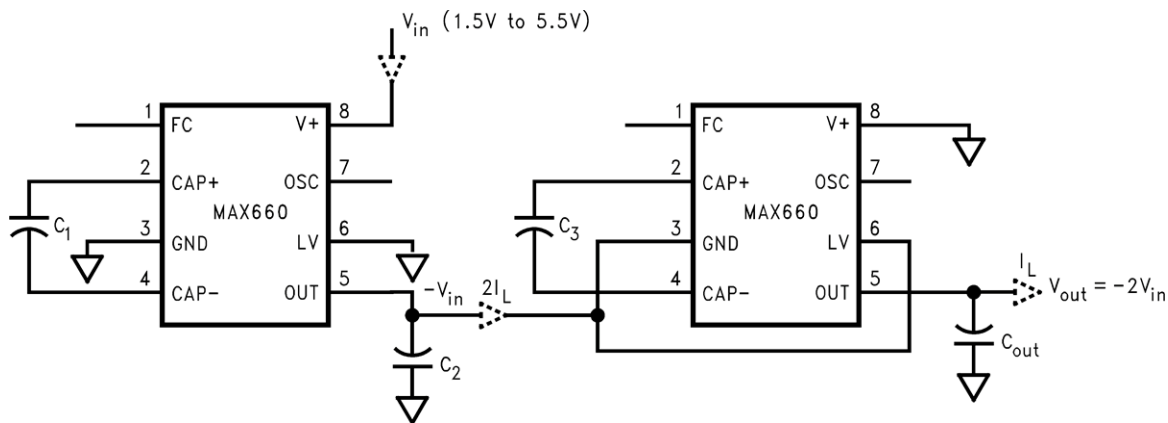 V_in (1.5V to 5.5V)
1 FC V+ 8
2 CAP+ OSC 7
MAX660
3 GND LV 6
4 CAP- OUT 5
C_1
-V_in 2I_L
C_2
1 FC V+ 8
2 CAP+ OSC 7
MAX660
3 GND LV 6
4 CAP- OUT 5
C_3
I_L
V_out = -2V_in
C_out